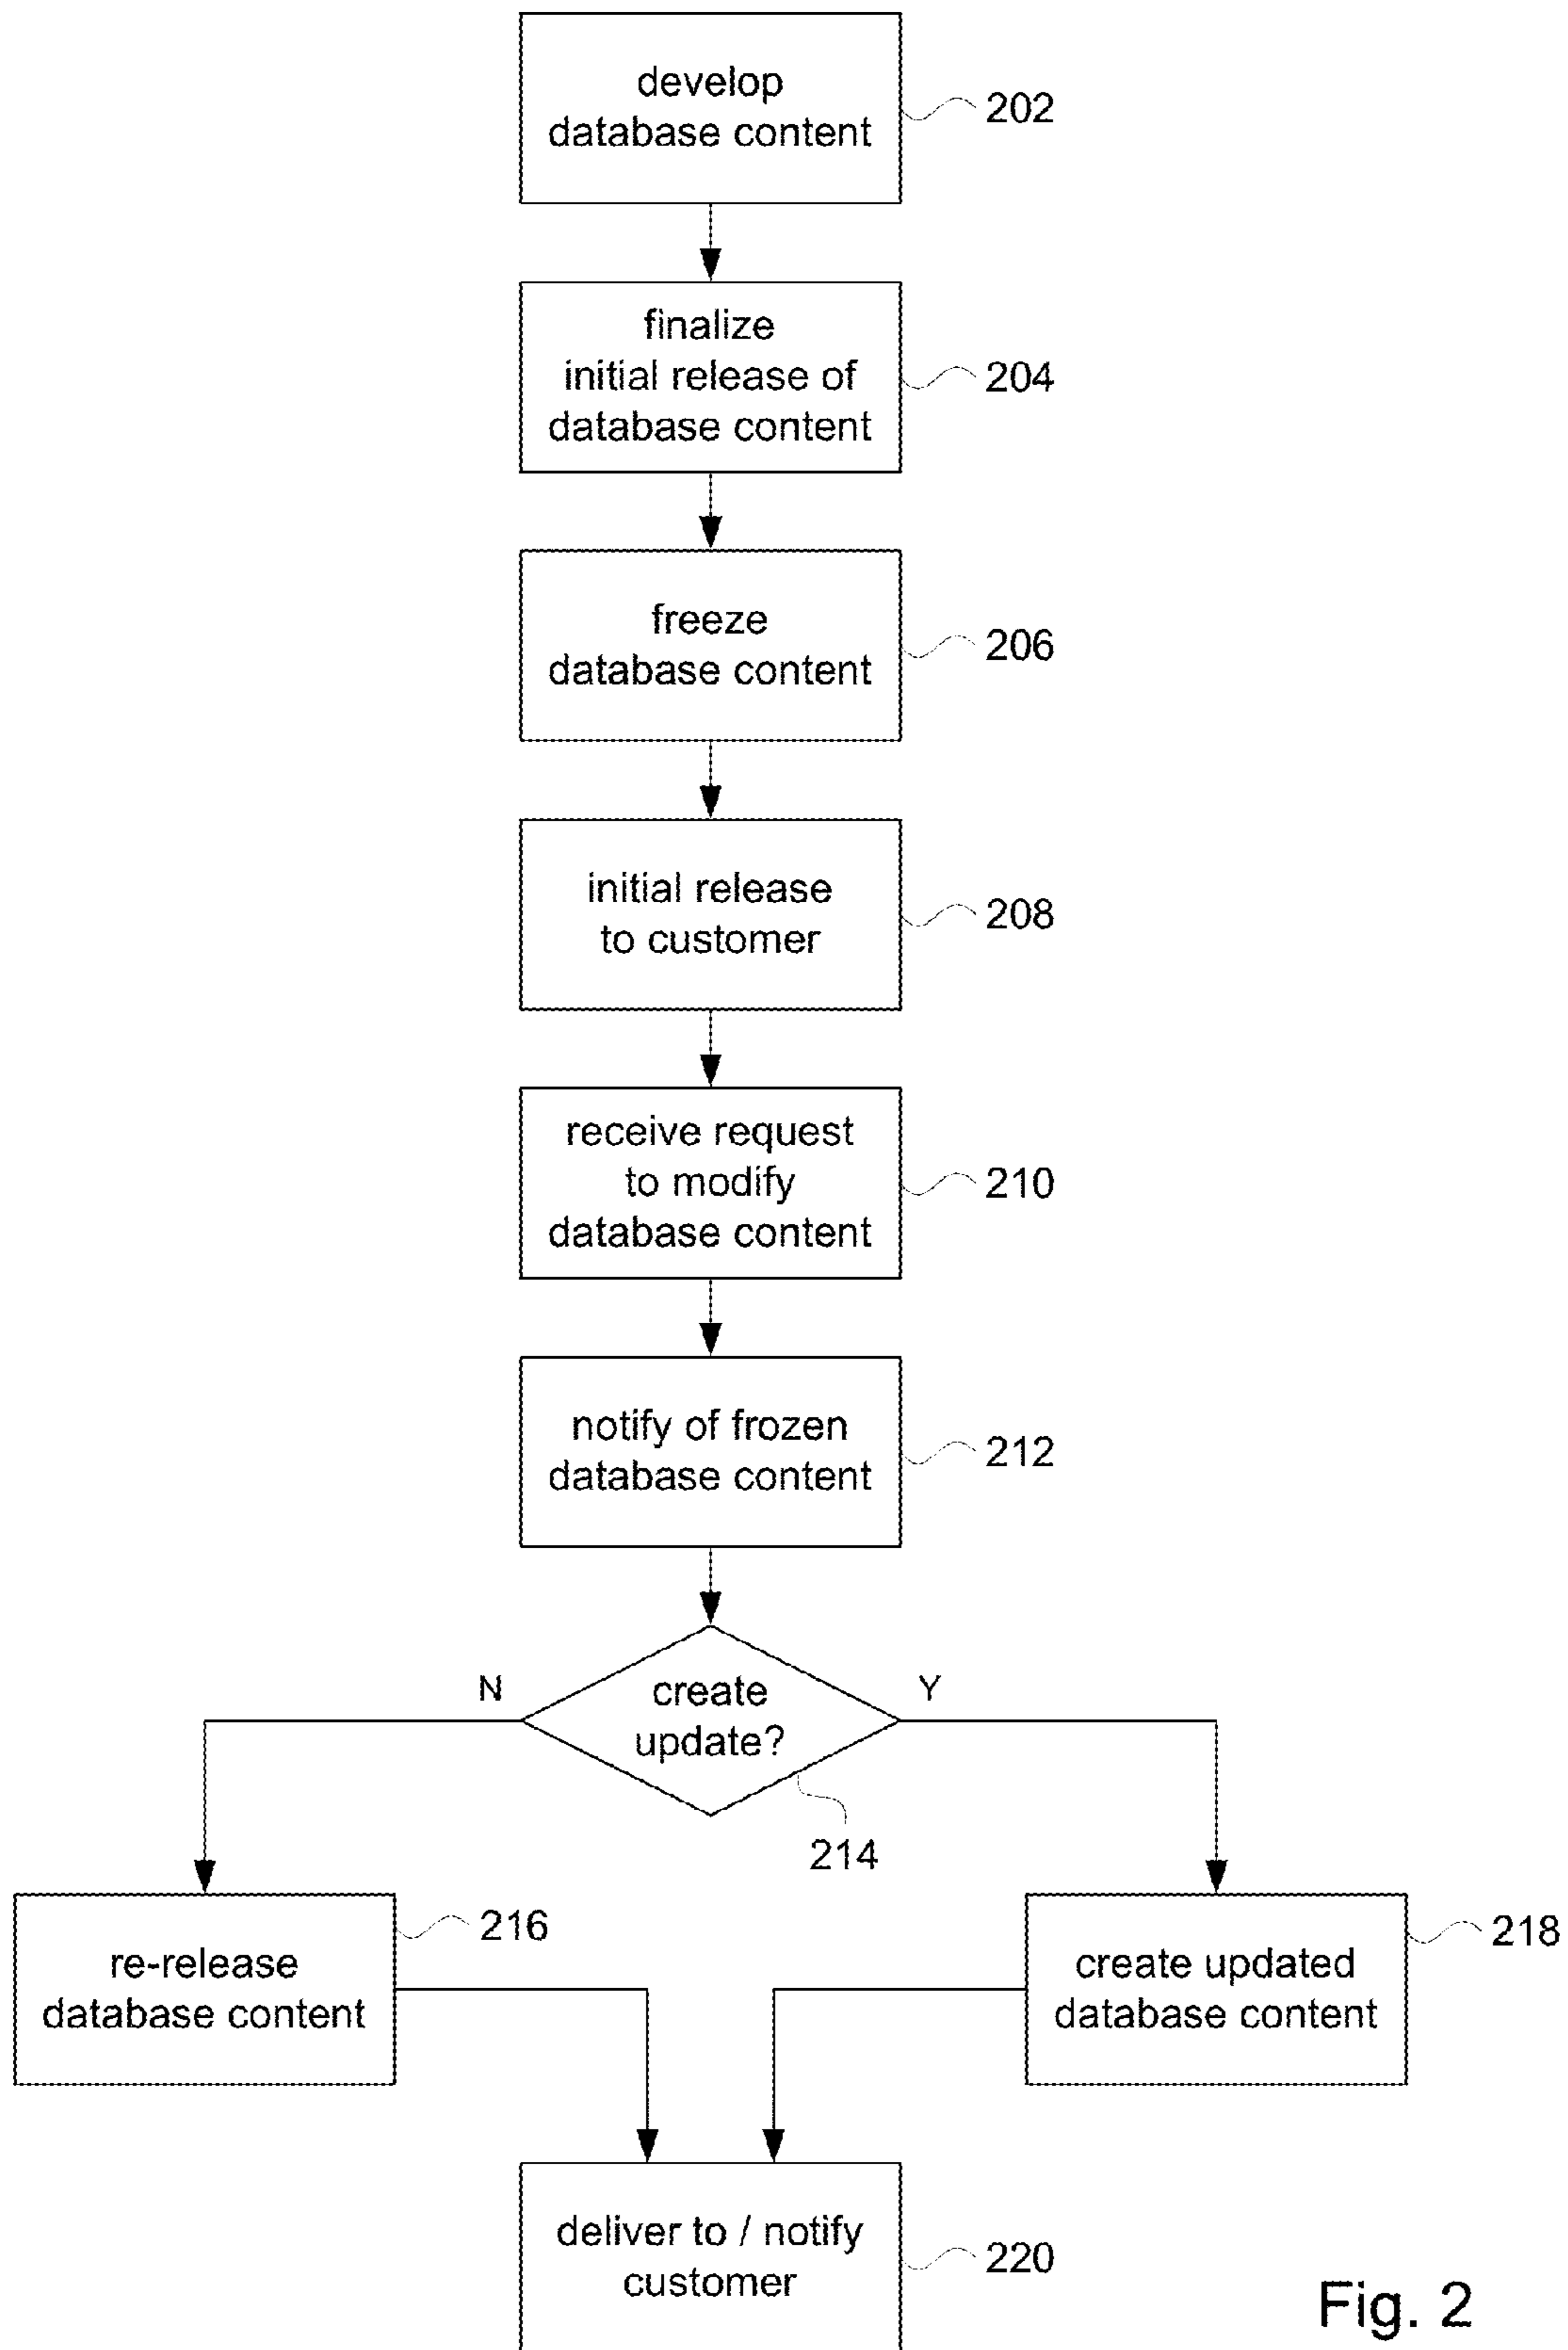 develop
database content
202
finalize
initial release of
database content
204
freeze
database content
206
initial release
to customer
208
receive request
to modify
database content
210
notify of frozen
database content
212
N
create
update?
Y
214
re-release
database content
216
create updated
database content
218
deliver to / notify
customer
220
Fig. 2